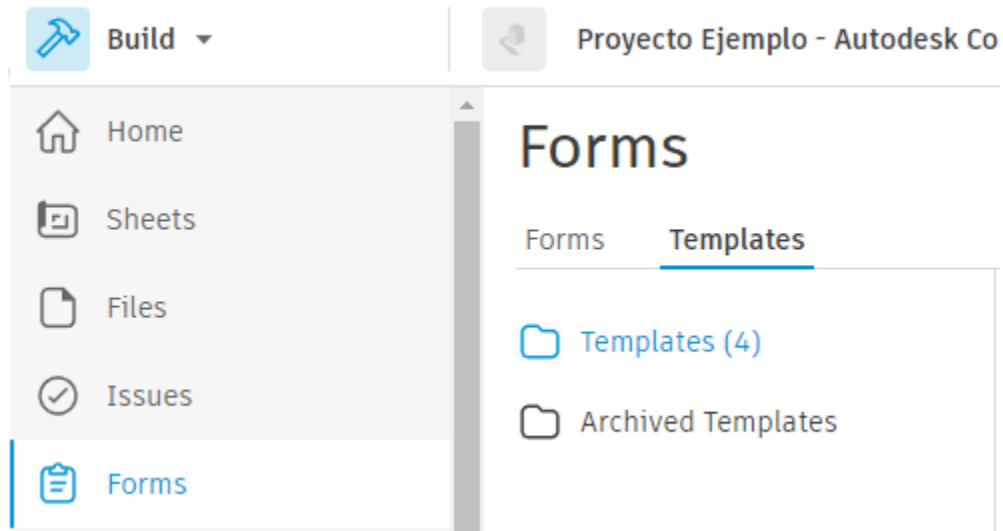 Build
Proyecto Ejemplo - Autodesk Co
Home
Sheets
Files
Issues
Forms
Forms
Forms
Templates
Templates (4)
Archived Templates